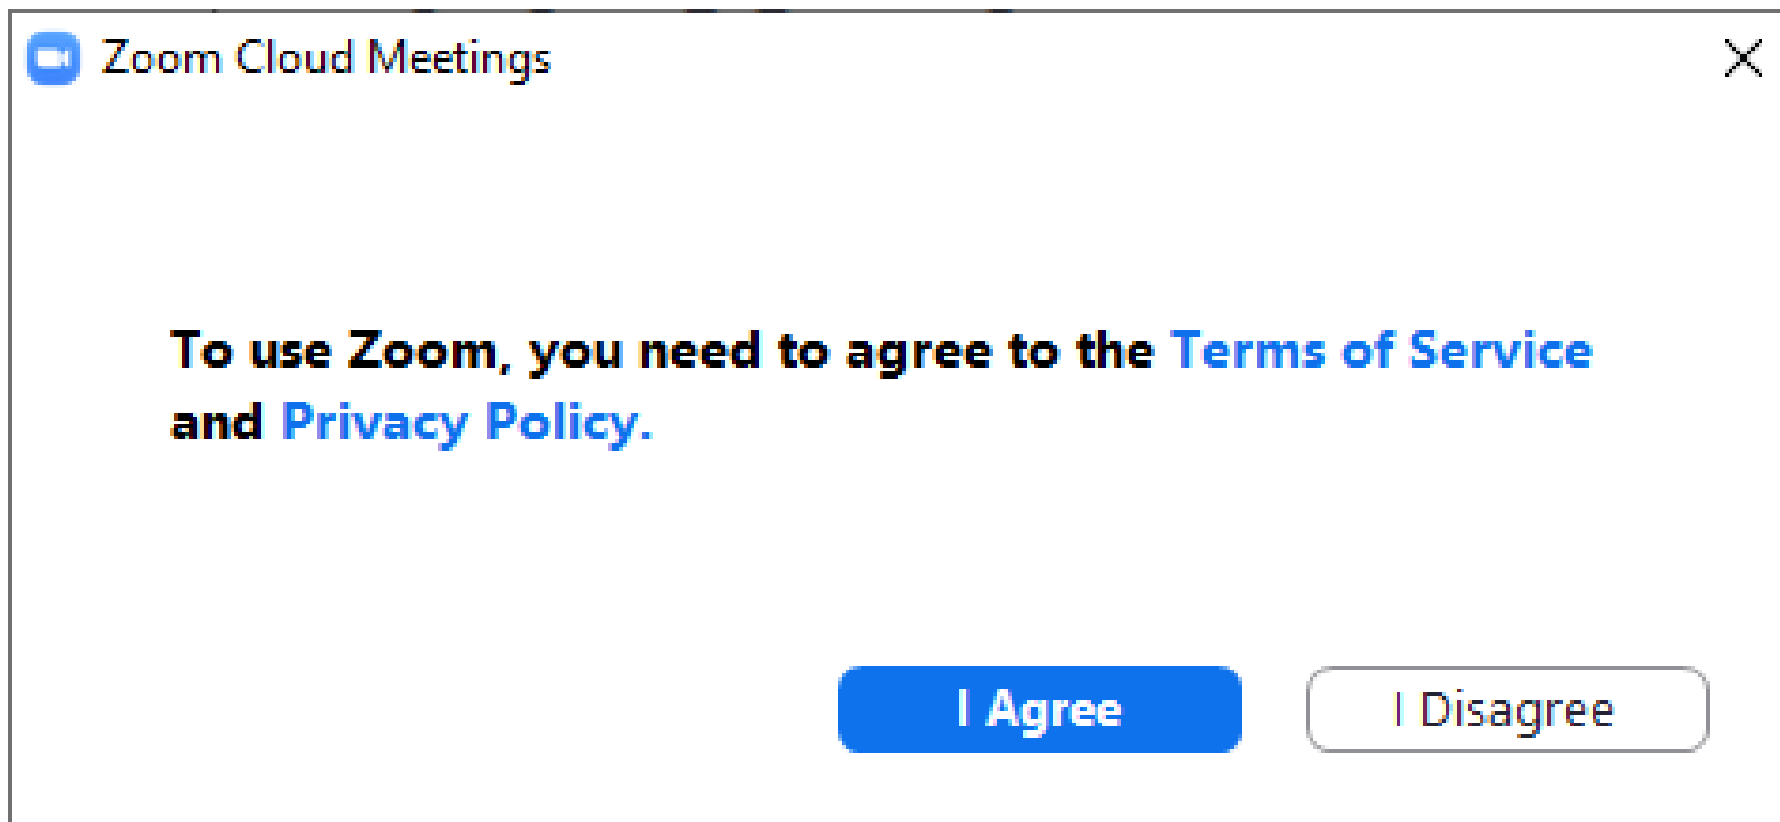 Zoom Cloud Meetings
To use Zoom, you need to agree to the Terms of Service
and Privacy Policy.
I Agree
I Disagree